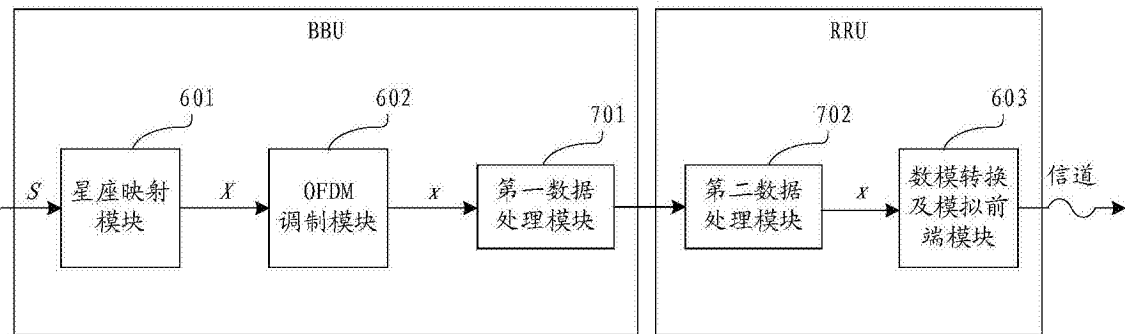 BBU
RRU
601
602
701
702
603
S
星座映射
模块
X
OFDM
调制模块
x
第一数据
处理模块
第二数据
处理模块
x
数模转换
及模拟前
端模块
信道